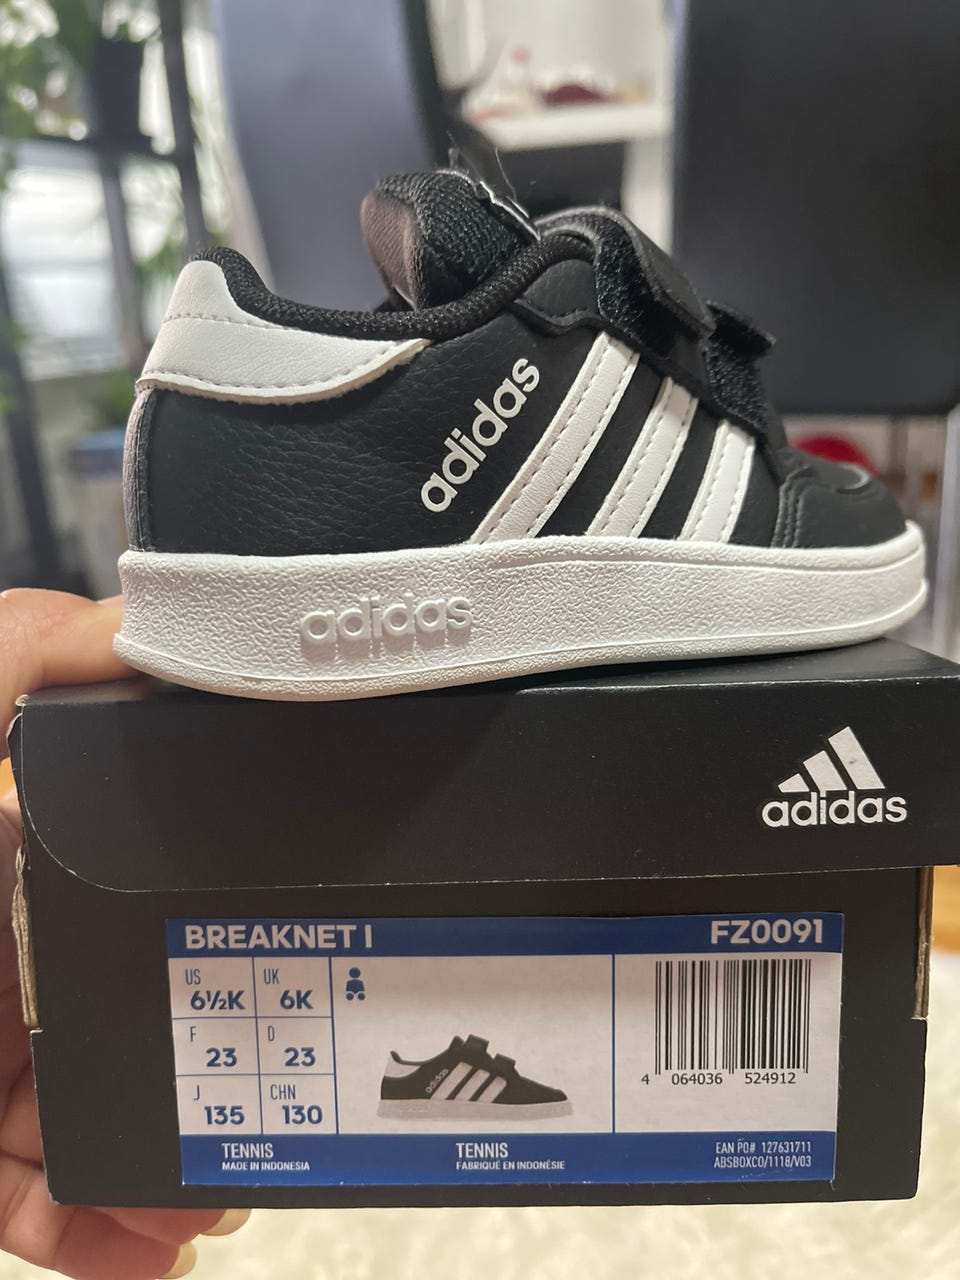 adidas
adidas
adidas
BREAKNET I FZ0091
US 6½K UK 6K
F 23 D 23
J 135 CHN 130
adidas
4 064036 524912
TENNIS
MADE IN INDONESIA
TENNIS
FABRIQUÉ EN INDONÉSIE
EAN PO# 127631711
ABSBOXCO/1118/V03